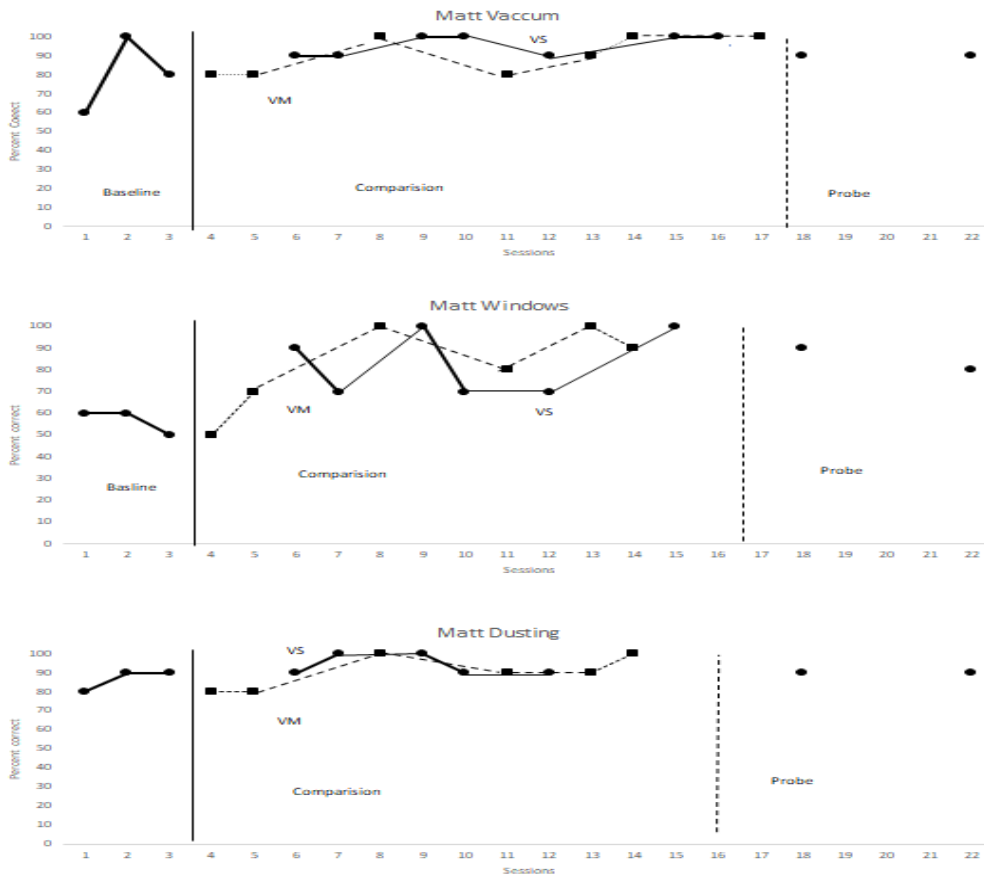 Matt Vaccum
100
90
80
70
60
50
40
30
20
10
0
Percent Coeect
VS
VM
Baseline
Comparision
Probe
1 2 3 4 5 6 7 8 9 10 11 12 13 14 15 16 17 18 19 20 21 22
Sessions
Matt Windows
100
90
80
70
60
50
40
30
20
10
0
Percent correct
VM
VS
Basline
Comparision
Probe
1 2 3 4 5 6 7 8 9 10 11 12 13 14 15 16 17 18 19 20 21 22
Sessions
Matt Dusting
100
90
80
70
60
50
40
30
20
10
0
Percent correct
VS
VM
Comparision
Probe
1 2 3 4 5 6 7 8 9 10 11 12 13 14 15 16 17 18 19 20 21 22
Sessions